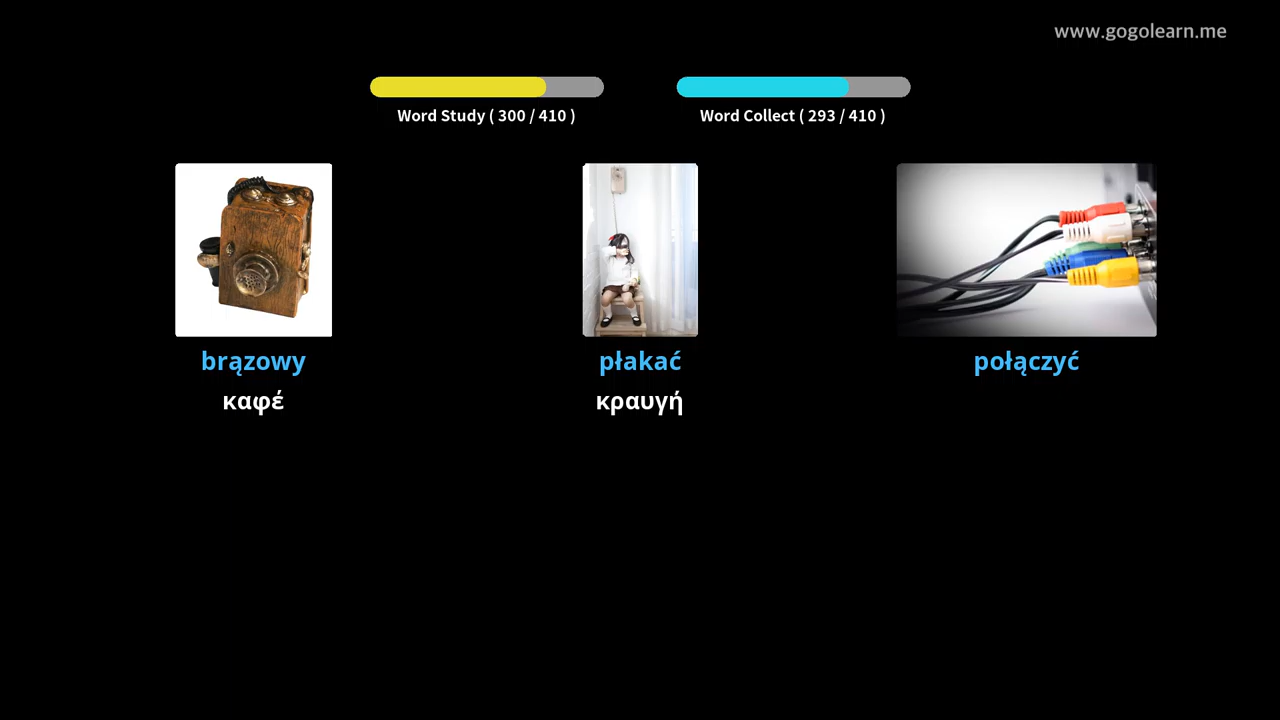 www.gogolearn.me
Word Study ( 300 / 410 )
Word Collect ( 293 / 410 )
brązowy
καφέ
płakać
κραυγή
połączyć